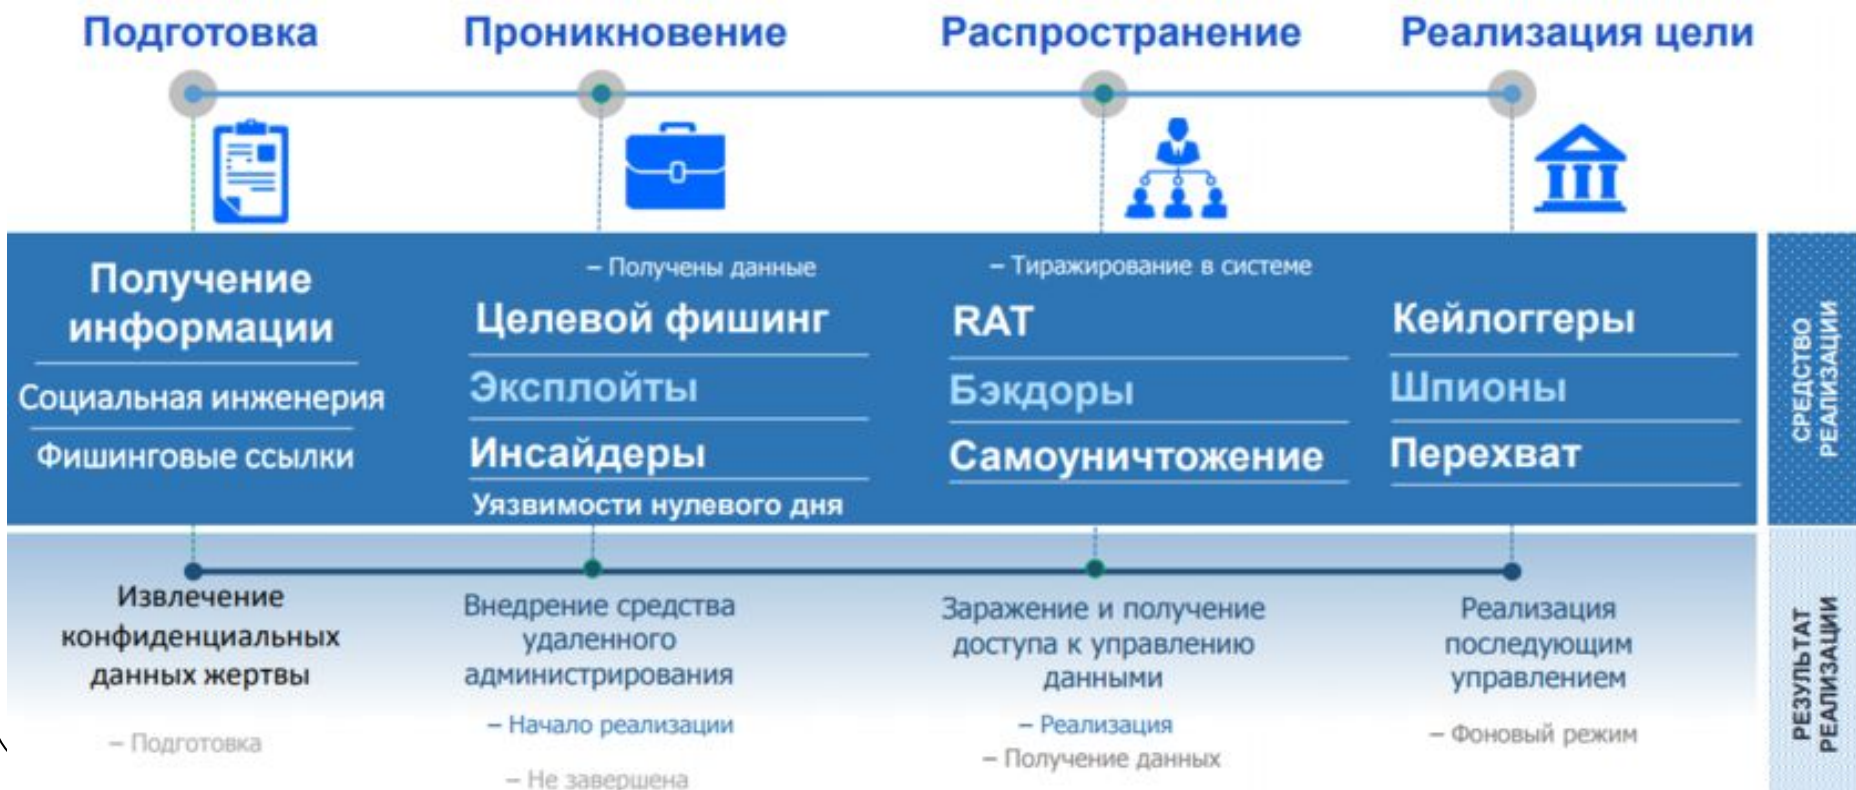 Подготовка
Проникновение
Распространение
Реализация цели
Получение
информации
Социальная инженерия
Фишинговые ссылки
– Получены данные
Целевой фишинг
Эксплойты
Инсайдеры
Уязвимости нулевого дня
– Тиражирование в системе
RAT
Бэкдоры
Самоуничтожение
Кейлоггеры
Шпионы
Перехват
СРЕДСТВО
РЕАЛИЗАЦИИ
Извлечение
конфиденциальных
данных жертвы
– Подготовка
Внедрение средства
удаленного
администрирования
– Начало реализации
– Не завершена
Заражение и получение
доступа к управлению
данными
– Реализация
– Получение данных
Реализация
последующим
управлением
– Фоновый режим
РЕЗУЛЬТАТ
РЕАЛИЗАЦИИ